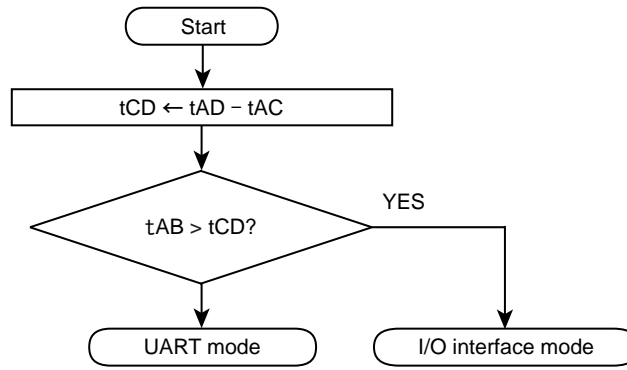 Start
tCD ← tAD − tAC
tAB > tCD?
YES
UART mode
I/O interface mode